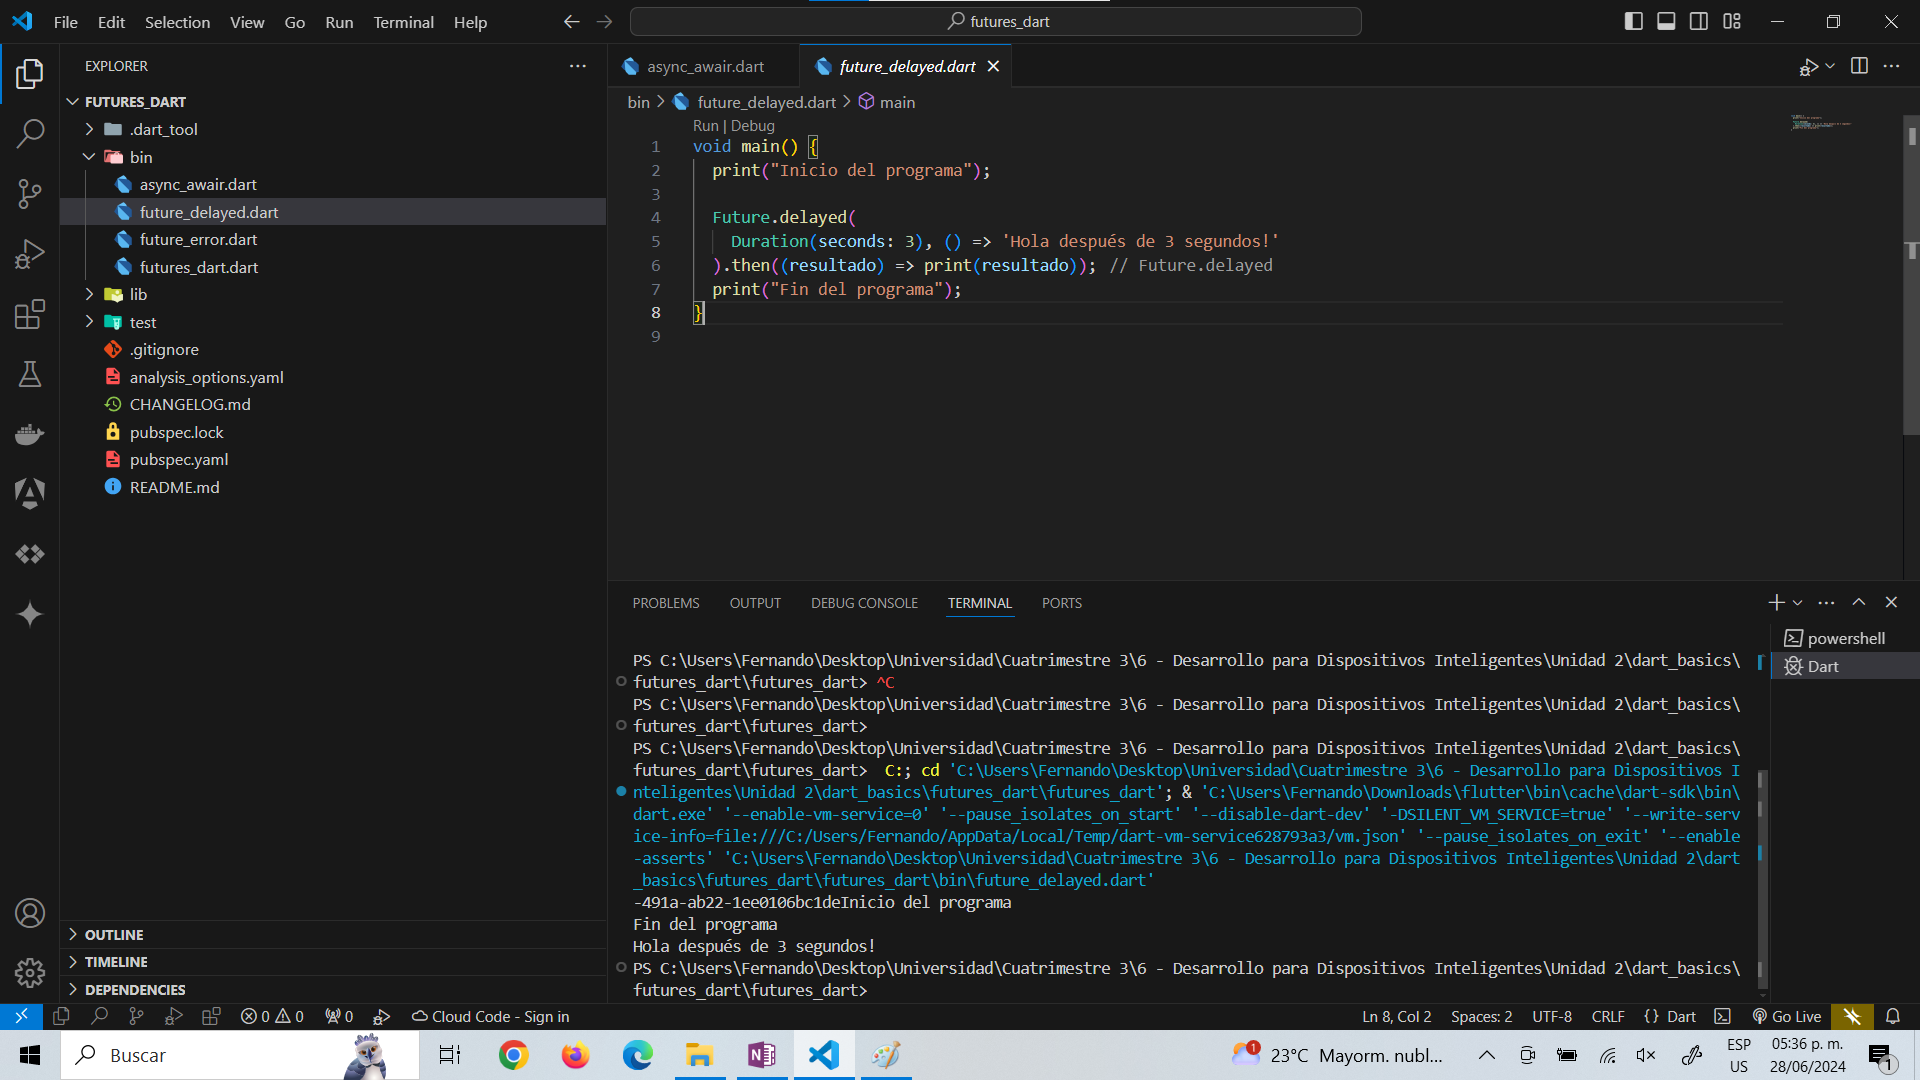 File Edit Selection View Go Run Terminal Help
futures_dart
EXPLORER
FUTURES_DART
.dart_tool
bin
async_awair.dart
future_delayed.dart
future_error.dart
futures_dart.dart
lib
test
.gitignore
analysis_options.yaml
CHANGELOG.md
pubspec.lock
pubspec.yaml
README.md
OUTLINE
TIMELINE
DEPENDENCIES
async_awair.dart
future_delayed.dart
bin > future_delayed.dart > main
Run | Debug
1 void main() {
2 print("Inicio del programa");
3
4 Future.delayed(
5 Duration(seconds: 3), () => 'Hola después de 3 segundos!'
6 ).then((resultado) => print(resultado)); // Future.delayed
7 print("Fin del programa");
8 }
9
PROBLEMS OUTPUT DEBUG CONSOLE TERMINAL PORTS
powershell
Dart
PS C:\Users\Fernando\Desktop\Universidad\Cuatrimestre 3\6 - Desarrollo para Dispositivos Inteligentes\Unidad 2\dart_basics\
futures_dart\futures_dart> ^C
PS C:\Users\Fernando\Desktop\Universidad\Cuatrimestre 3\6 - Desarrollo para Dispositivos Inteligentes\Unidad 2\dart_basics\
futures_dart\futures_dart>
PS C:\Users\Fernando\Desktop\Universidad\Cuatrimestre 3\6 - Desarrollo para Dispositivos Inteligentes\Unidad 2\dart_basics\
futures_dart\futures_dart>  C:; cd 'C:\Users\Fernando\Desktop\Universidad\Cuatrimestre 3\6 - Desarrollo para Dispositivos I
nteligentes\Unidad 2\dart_basics\futures_dart\futures_dart'; & 'C:\Users\Fernando\Downloads\flutter\bin\cache\dart-sdk\bin\
dart.exe' '--enable-vm-service=0' '--pause_isolates_on_start' '--disable-dart-dev' '-DSILENT_VM_SERVICE=true' '--write-serv
ice-info=file:///C:/Users/Fernando/AppData/Local/Temp/dart-vm-service628793a3/vm.json' '--pause_isolates_on_exit' '--enable
-asserts' 'C:\Users\Fernando\Desktop\Universidad\Cuatrimestre 3\6 - Desarrollo para Dispositivos Inteligentes\Unidad 2\dart
_basics\futures_dart\futures_dart\bin\future_delayed.dart'
-491a-ab22-1ee0106bc1deInicio del programa
Fin del programa
Hola después de 3 segundos!
PS C:\Users\Fernando\Desktop\Universidad\Cuatrimestre 3\6 - Desarrollo para Dispositivos Inteligentes\Unidad 2\dart_basics\
futures_dart\futures_dart>
0 0 0 Cloud Code - Sign in Ln 8, Col 2 Spaces: 2 UTF-8 CRLF {} Dart Go Live
Buscar
1 23°C Mayorm. nubl...
ESP
US
05:36 p. m.
28/06/2024
1